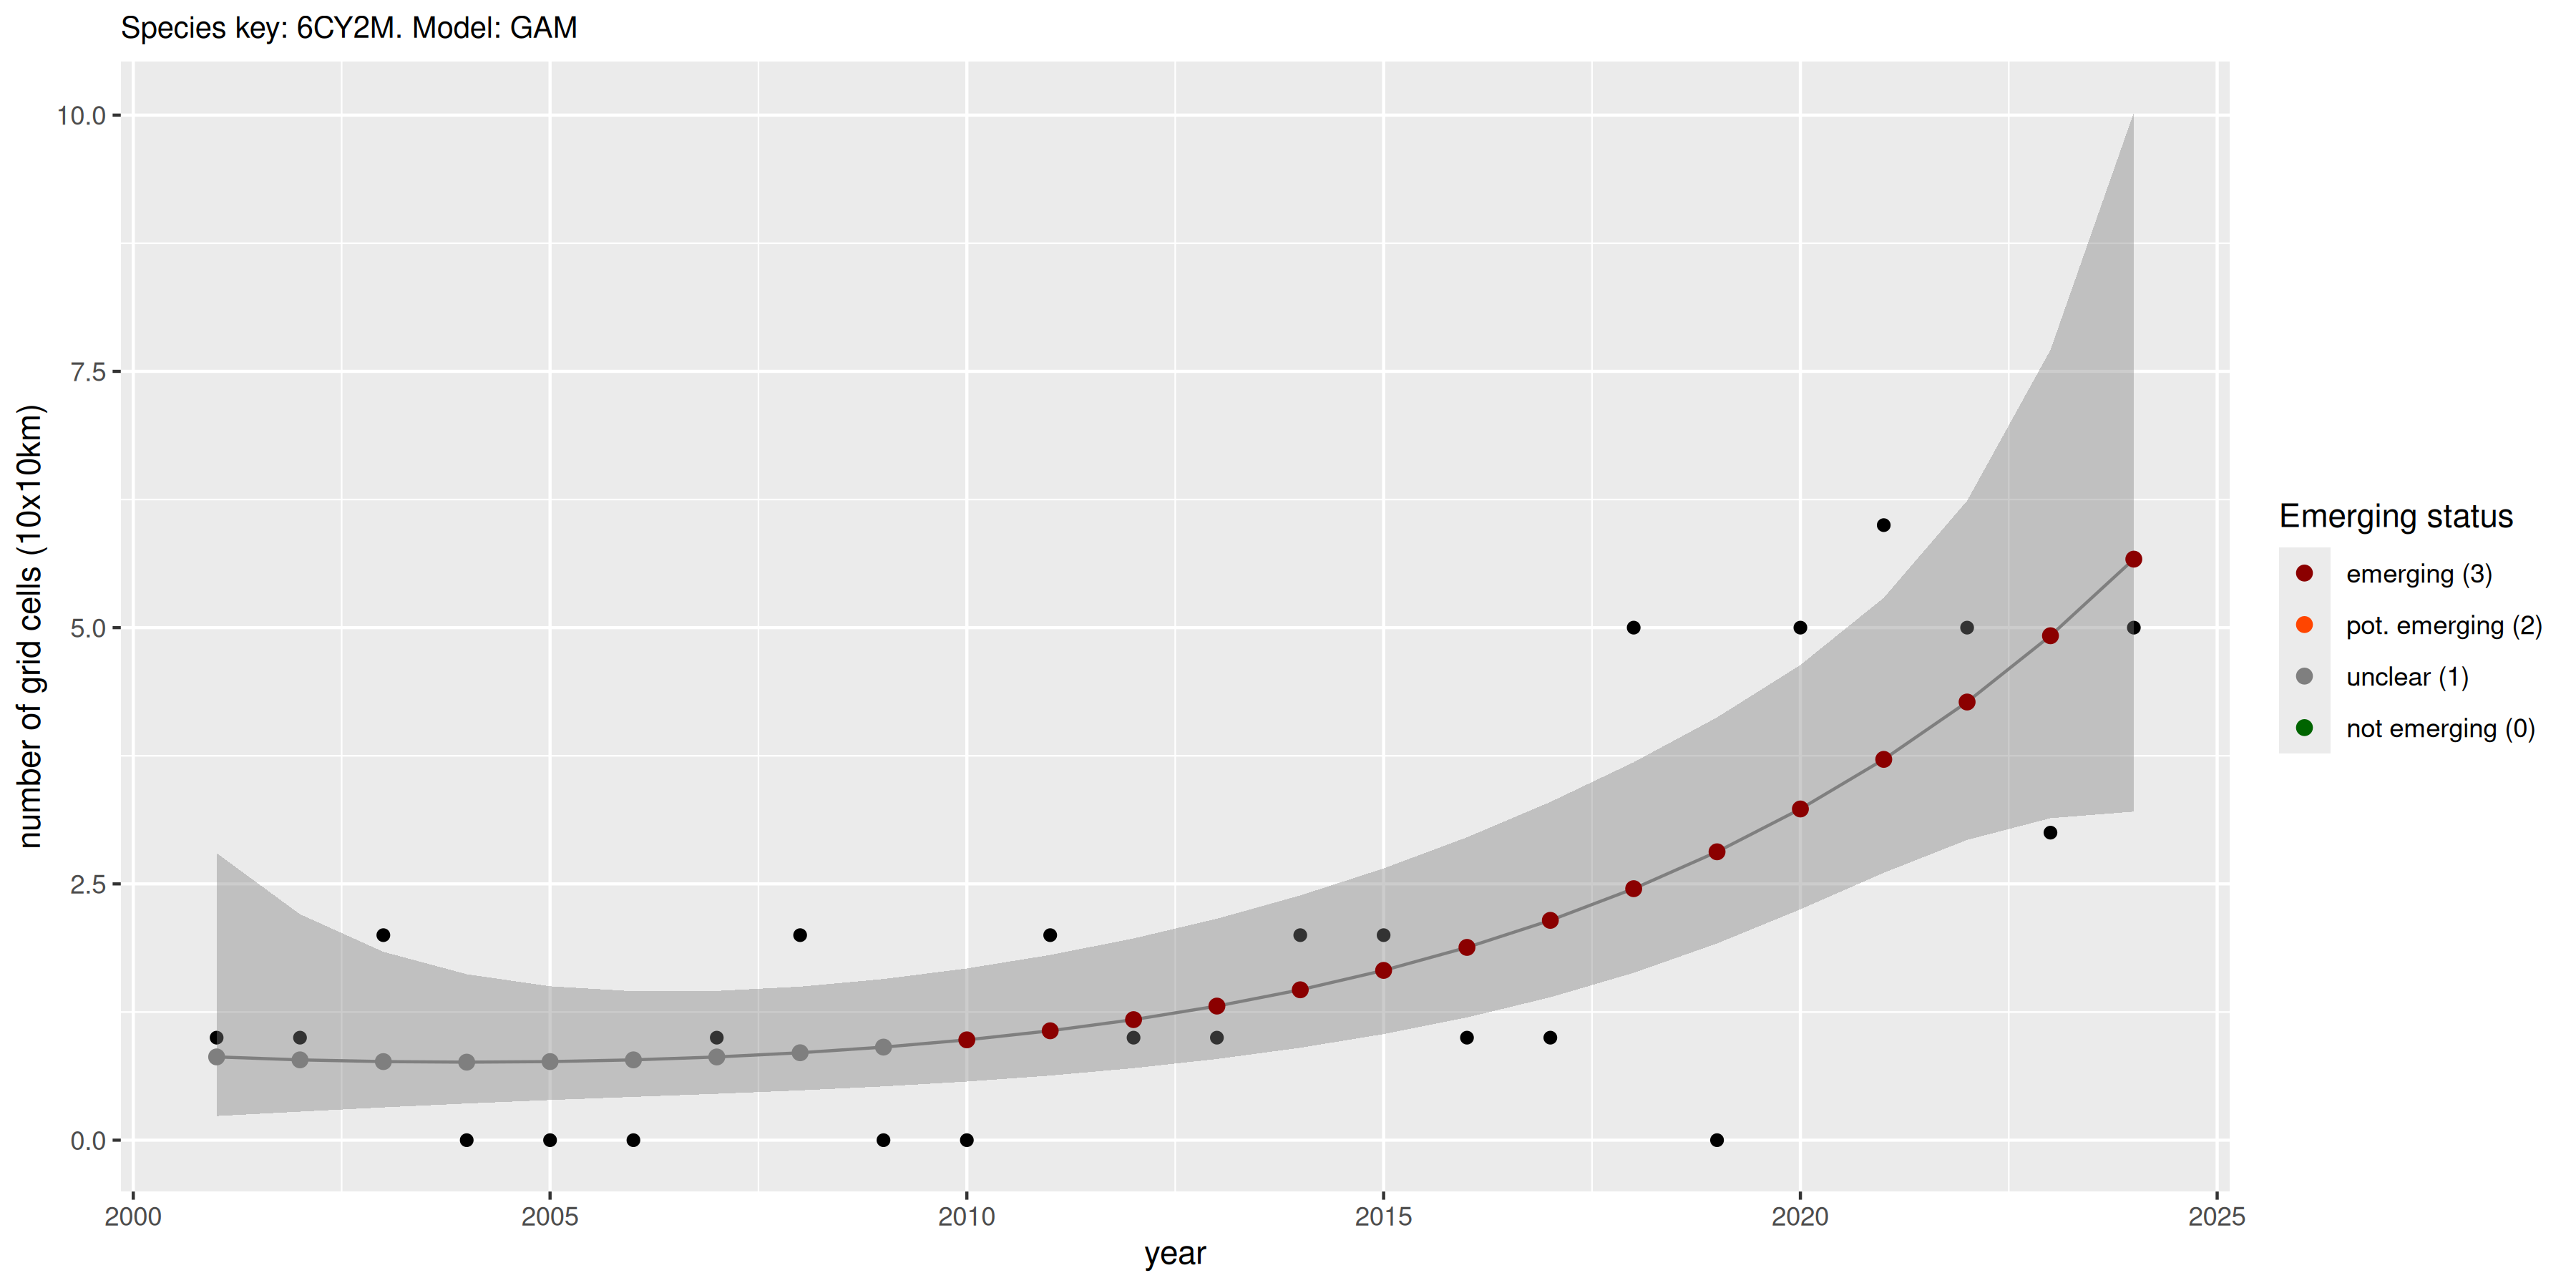 Species key: 6CY2M. Model: GAM
number of grid cells (10x10km)
10.0
7.5
5.0
2.5
0.0
2000 2005 2010 2015 2020 2025
year
Emerging status
emerging (3)
pot. emerging (2)
unclear (1)
not emerging (0)